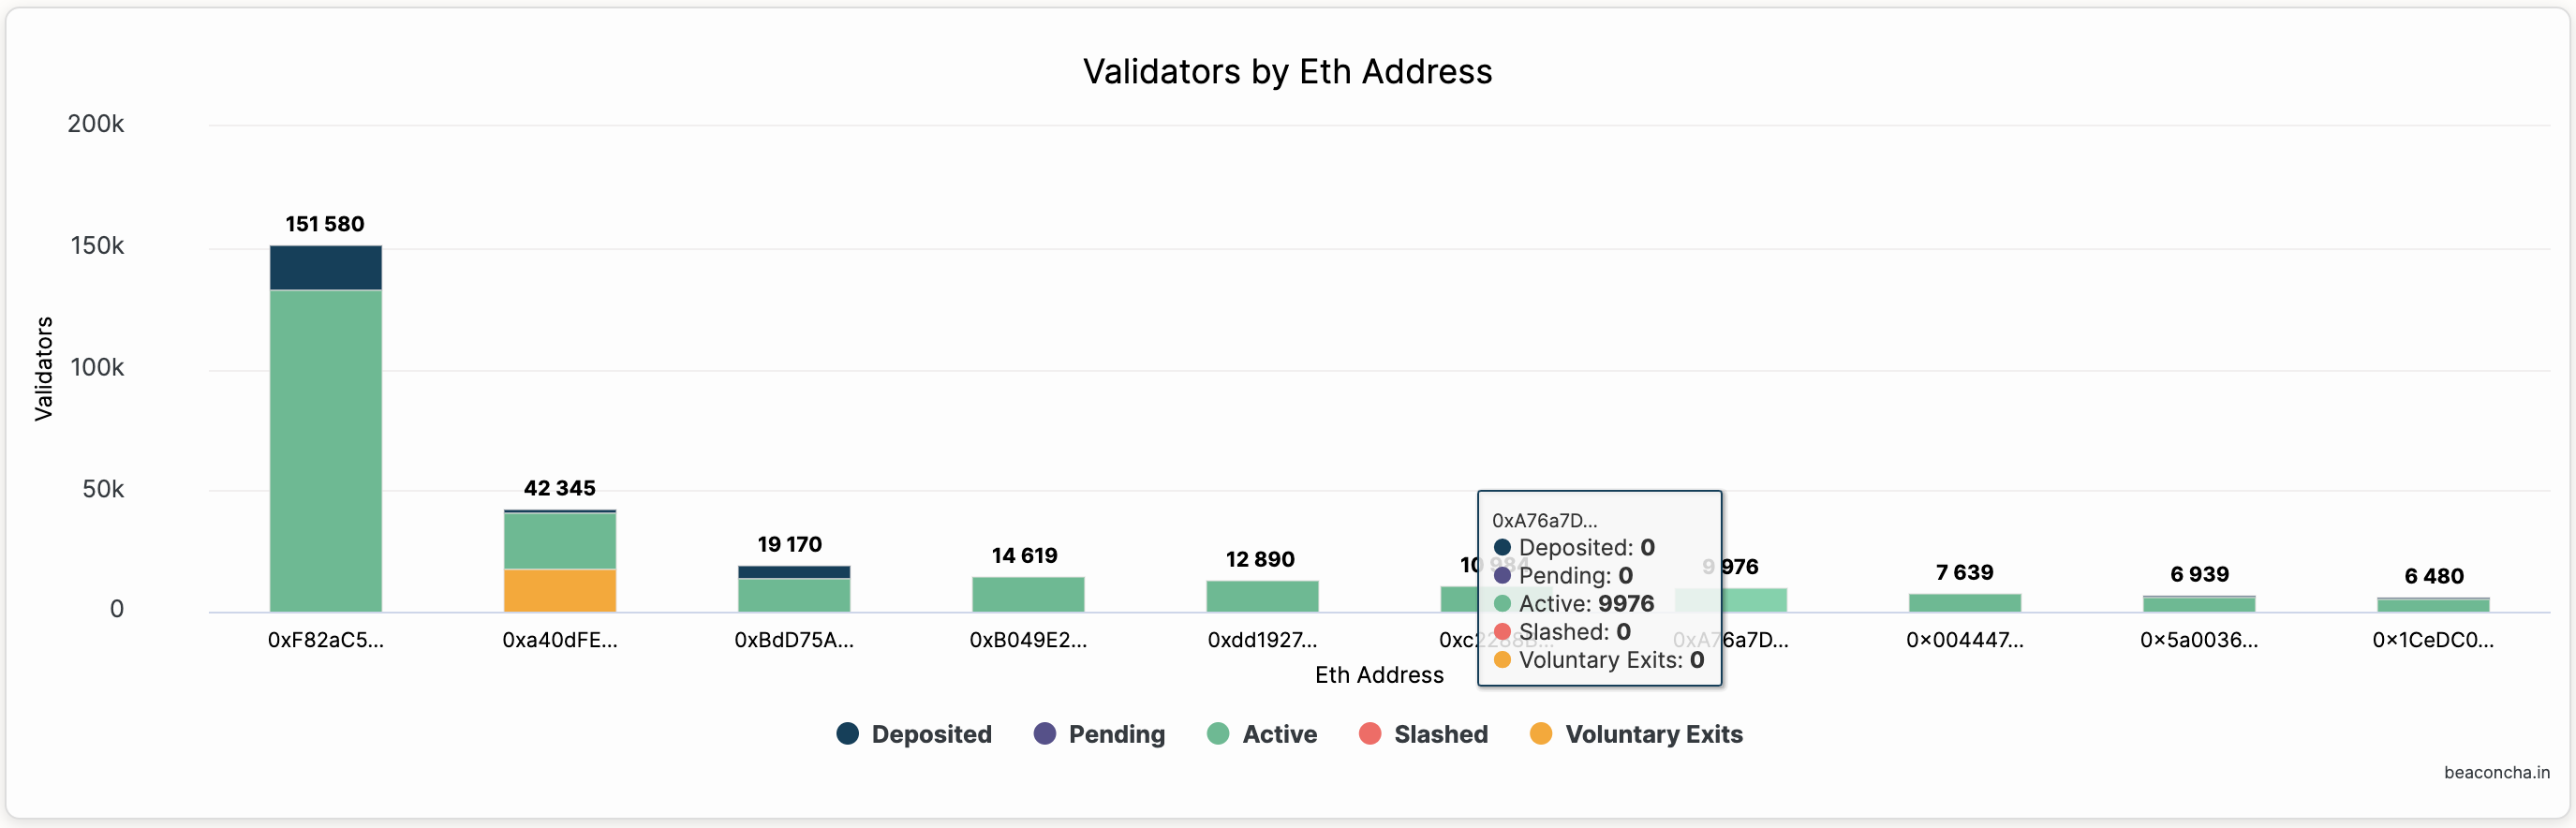 Validators by Eth Address
200k
150k
100k
50k
0
Validators
151 580
42 345
19 170
14 619
12 890
10 984
9 976
7 639
6 939
6 480
0xA76a7D...
Deposited: 0
Pending: 0
Active: 9976
Slashed: 0
Voluntary Exits: 0
0xF82aC5...
0xa40dFE...
0xBdD75A...
0xB049E2...
0xdd1927...
0xA76a7D...
0×004447...
0×5a0036...
0×1CeDC0...
Eth Address
Deposited
Pending
Active
Slashed
Voluntary Exits
beaconcha.in